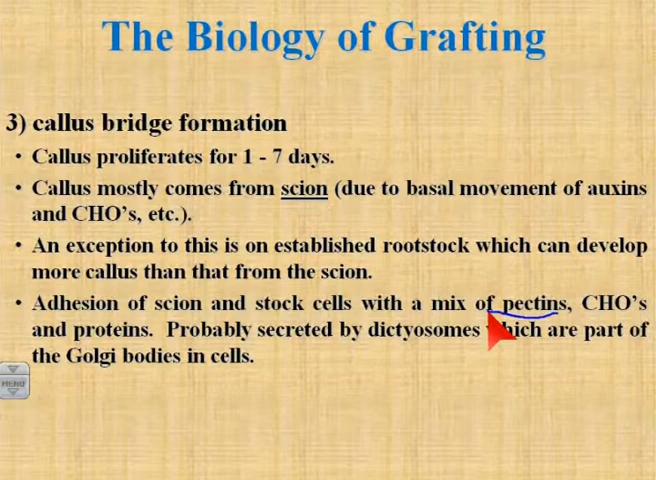 The Biology of Grafting
3) callus bridge formation
• Callus proliferates for 1 - 7 days.
• Callus mostly comes from scion (due to basal movement of auxins
and CHO's, etc.).
• An exception to this is on established rootstock which can develop
more callus than that from the scion.
• Adhesion of scion and stock cells with a mix of pectins, CHO's
and proteins. Probably secreted by dictyosomes which are part of
the Golgi bodies in cells.
MENU